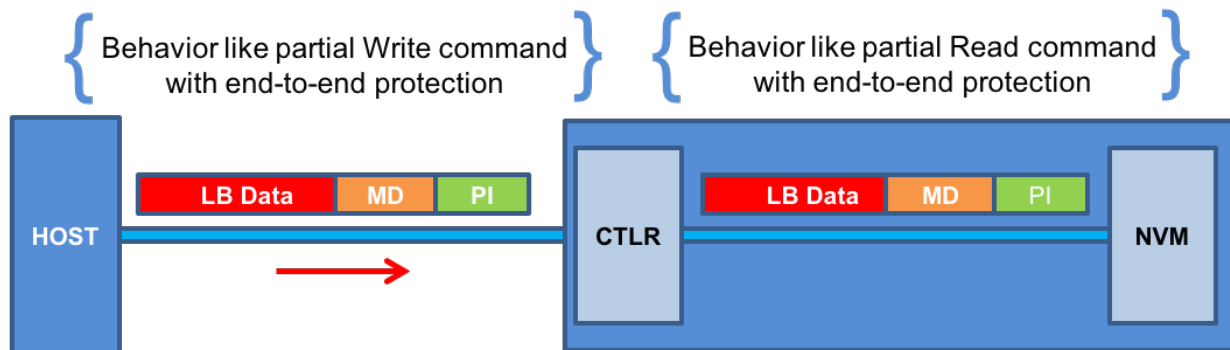 Behavior like partial Write command
with end-to-end protection
Behavior like partial Read command
with end-to-end protection
LB Data MD PI
LB Data MD PI
HOST
CTLR
NVM